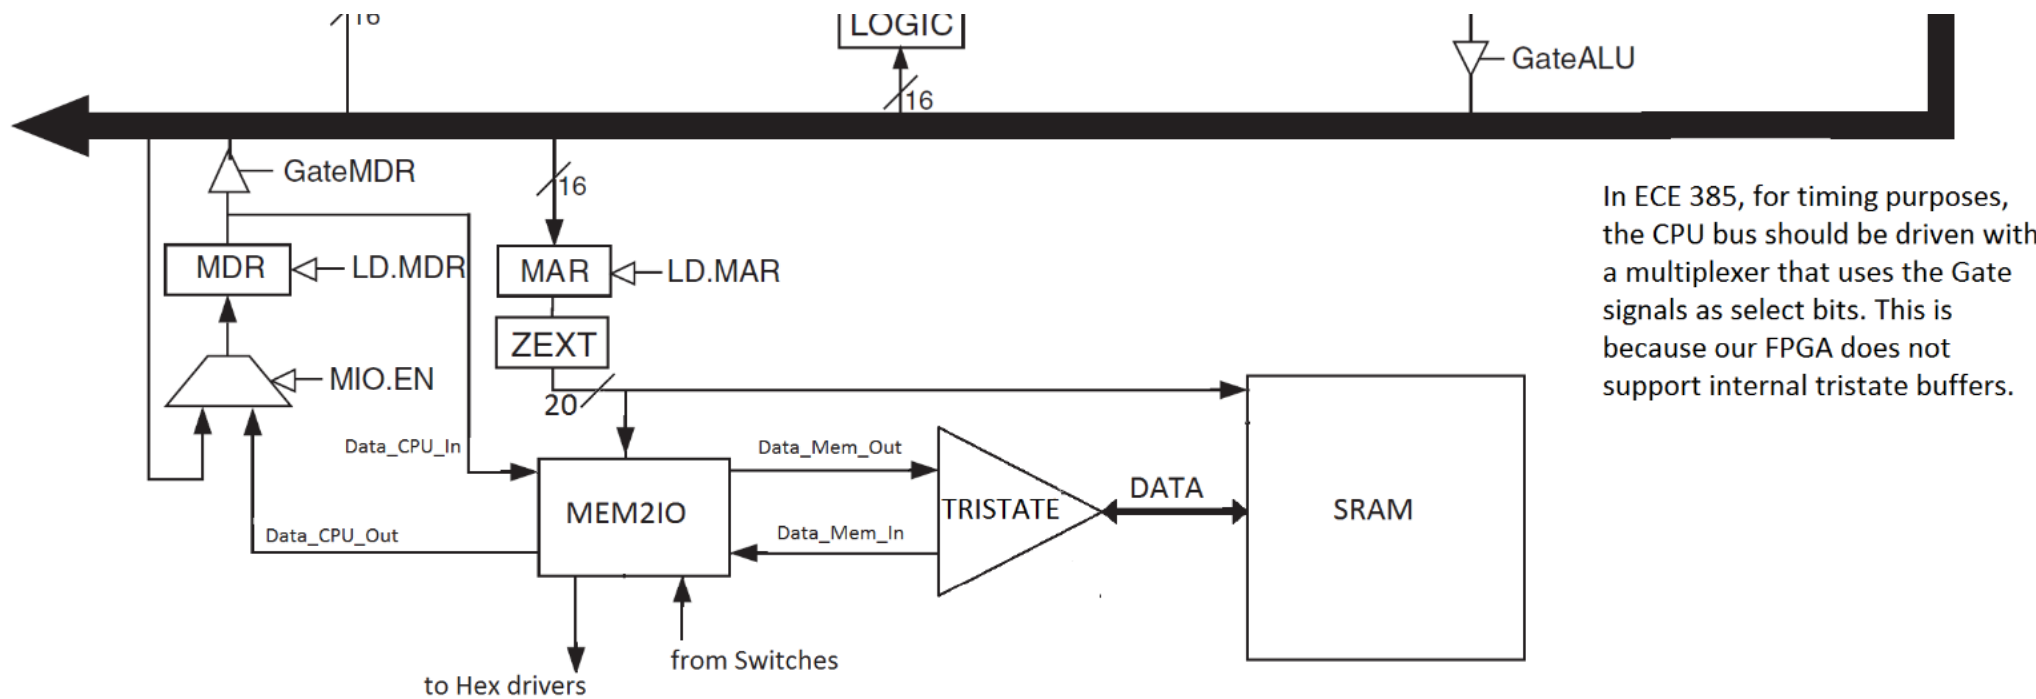 16
LOGIC
16
GateALU
GateMDR
16
MDR
LD.MDR
MAR
LD.MAR
ZEXT
MIO.EN
20
Data_CPU_In
Data_Mem_Out
MEM2IO
TRISTATE
DATA
SRAM
Data_CPU_Out
Data_Mem_In
from Switches
to Hex drivers
In ECE 385, for timing purposes,
the CPU bus should be driven with
a multiplexer that uses the Gate
signals as select bits. This is
because our FPGA does not
support internal tristate buffers.